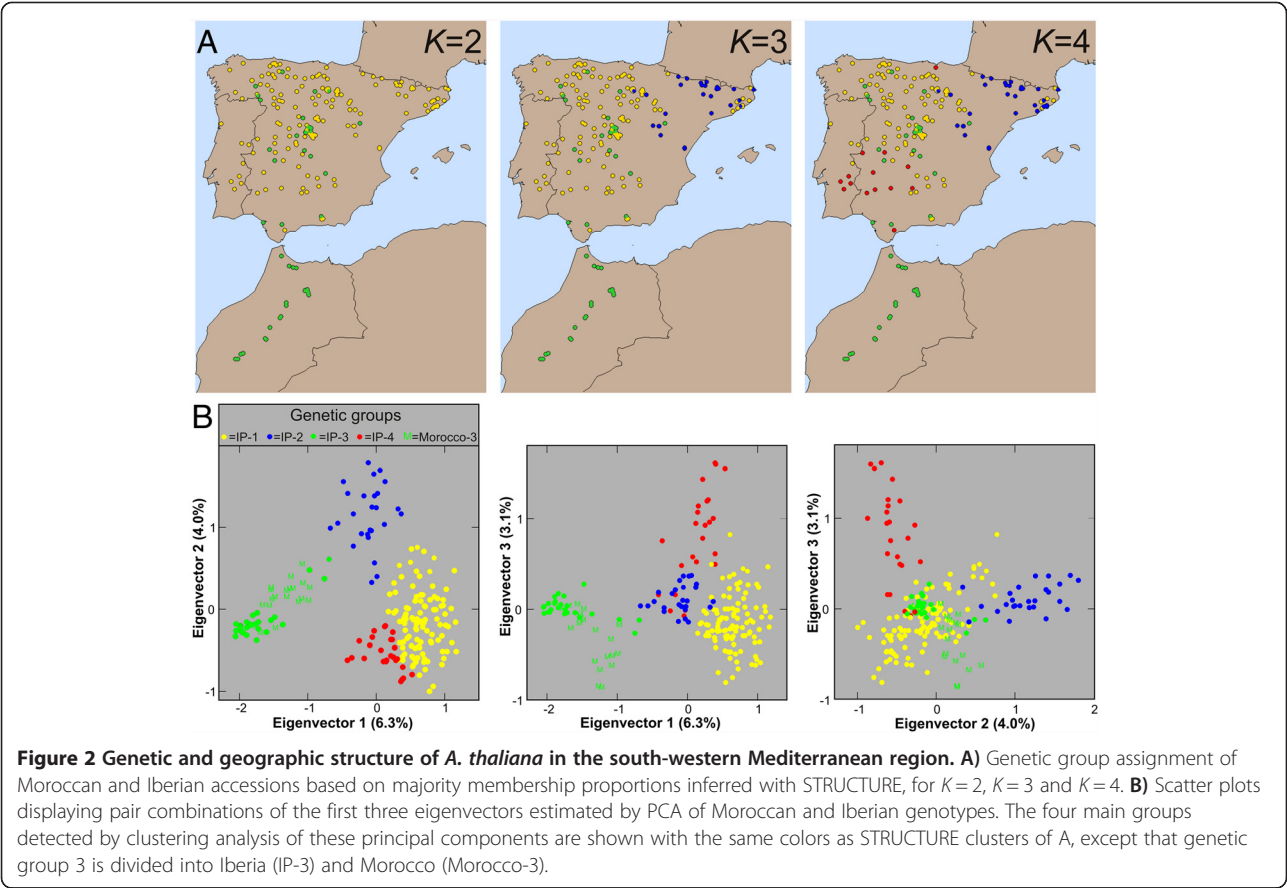 A
K=2
K=3
K=4
B
Genetic groups
=IP-1 =IP-2 =IP-3 =IP-4 M=Morocco-3
Eigenvector 2 (4.0%)
1
0
-1
-2 -1 0 1
Eigenvector 1 (6.3%)
Eigenvector 3 (3.1%)
1
0
-1
-2 -1 0 1
Eigenvector 1 (6.3%)
Eigenvector 3 (3.1%)
1
0
-1
-1 0 1 2
Eigenvector 2 (4.0%)
Figure 2 Genetic and geographic structure of A. thaliana in the south-western Mediterranean region. A) Genetic group assignment of
Moroccan and Iberian accessions based on majority membership proportions inferred with STRUCTURE, for K = 2, K = 3 and K = 4. B) Scatter plots
displaying pair combinations of the first three eigenvectors estimated by PCA of Moroccan and Iberian genotypes. The four main groups
detected by clustering analysis of these principal components are shown with the same colors as STRUCTURE clusters of A, except that genetic
group 3 is divided into Iberia (IP-3) and Morocco (Morocco-3).